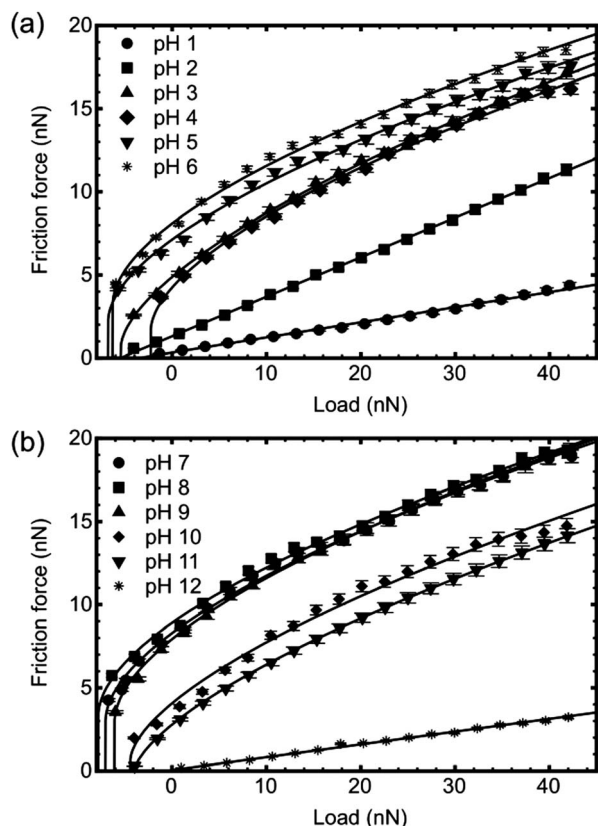 (a)
pH 1
pH 2
pH 3
pH 4
pH 5
pH 6
20
15
10
5
0
Friction force (nN)
0 10 20 30 40
Load (nN)
(b)
pH 7
pH 8
pH 9
pH 10
pH 11
pH 12
20
15
10
5
0
Friction force (nN)
0 10 20 30 40
Load (nN)